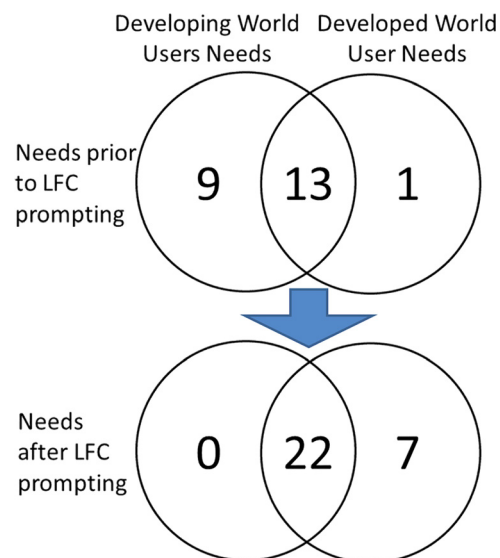 Developing World Developed World
Users Needs User Needs
Needs prior
to LFC
prompting
9 13 1
Needs
after LFC
prompting
0 22 7